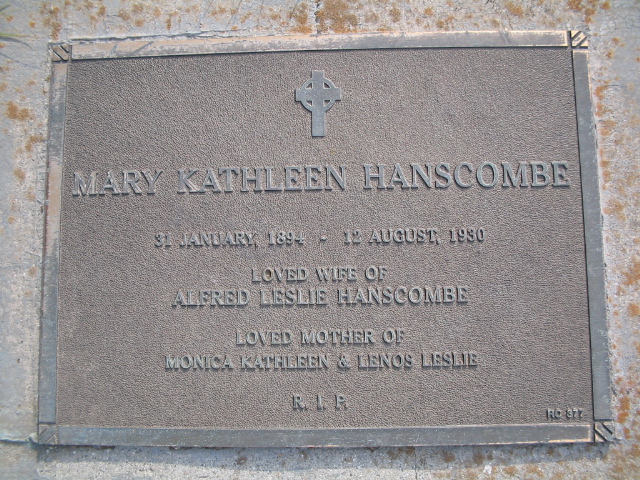 MARY KATHLEEN HANSCOMBE
31 JANUARY, 1894 - 12 AUGUST, 1930
LOVED WIFE OF
ALFRED LESLIE HANSCOMBE
LOVED MOTHER OF
MONICA KATHLEEN & LENOS LESLIE
R. I. P.
RC 377